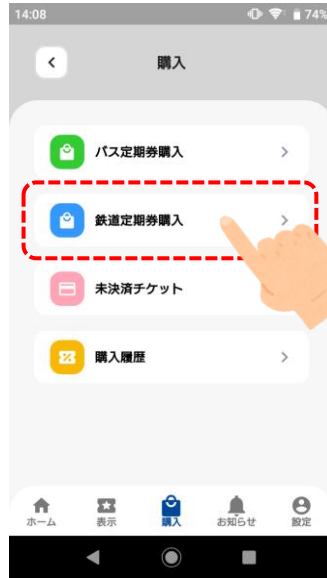 14:08
74%
購入
バス定期券購入
鉄道定期券購入
未決済チケット
購入履歴
ホーム
表示
購入
お知らせ
設定